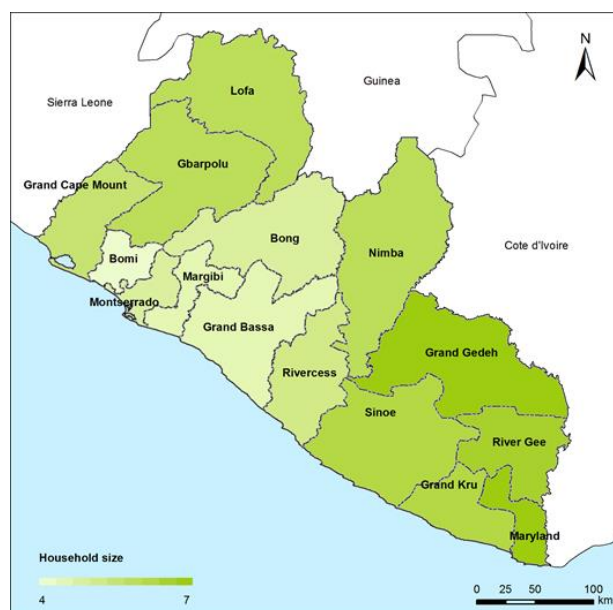 N
Guinea
Lofa
Sierra Leone
Gbarpolu
Grand Cape Mount
Bong
Cote d'Ivoire
Nimba
Bomi
Margibi
Montserrado
Grand Bassa
Grand Gedeh
Rivercess
Sinoe
River Gee
Grand Kru
Maryland
Household size
4 7
0 25 50 100
km